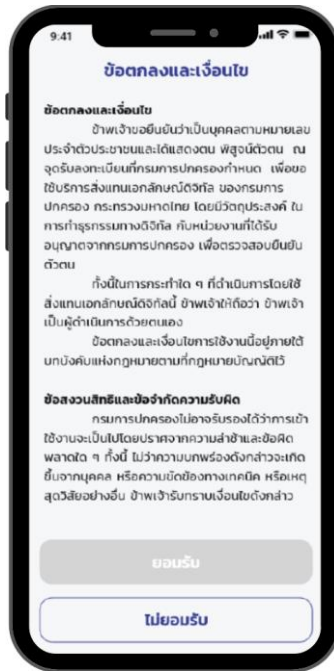 9:41
ข้อตกลงและเงื่อนไข
ข้อตกลงและเงื่อนไข
ข้าพเจ้าขอยืนยันว่าเป็นบุคคลตามหมายเลข
ประจำตัวประชาชนและได้แสดงตน พิสูจน์ตัวตน ณ
จุดรับลงทะเบียนที่กรมการปกครองกำหนด เพื่อขอ
ใช้บริการสิ่งแทนเอกลักษณ์ดิจิทัล ของกรมการ
ปกครอง กระทรวงมหาดไทย โดยมีวัตถุประสงค์ ใน
การทำธุรกรรมทางดิจิทัล กับหน่วยงานที่ได้รับ
อนุญาตจากกรมการปกครอง เพื่อตรวจสอบยืนยัน
ตัวตน
ทั้งนี้ในการกระทำใด ๆ ที่ดำเนินการโดยใช้
สิ่งแทนเอกลักษณ์ดิจิทัลนี้ ข้าพเจ้าให้ถือว่า ข้าพเจ้า
เป็นผู้ดำเนินการด้วยตนเอง
ข้อตกลงและเงื่อนไขการใช้งานนี้อยู่ภายใต้
บทบังคับแห่งกฎหมายตามที่กฎหมายบัญญัติไว้
ข้อสงวนสิทธิและข้อจำกัดความรับผิด
กรมการปกครองไม่อาจรับรองได้ว่าการเข้า
ใช้งานจะเป็นไปโดยปราศจากความล่าช้าและข้อผิด
พลาดใด ๆ ทั้งนี้ ไม่ว่าความบกพร่องดังกล่าวจะเกิด
ขึ้นจากบุคคล หรือความขัดข้องทางเทคนิค หรือเหตุ
สุดวิสัยอย่างอื่น ข้าพเจ้ารับทราบเงื่อนไขดังกล่าว
ยอมรับ
ไม่ยอมรับ